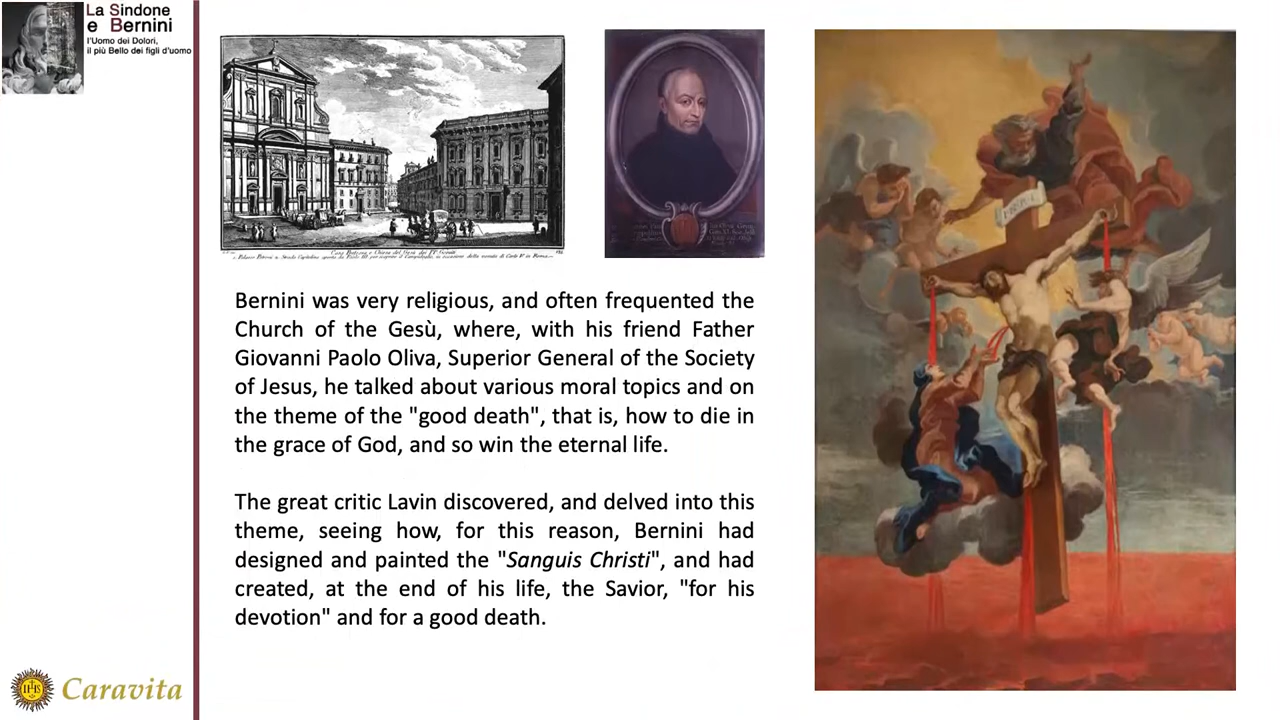 La Sindone
e Bernini
l'Uomo dei Dolori,
il più Bello dei figli d'uomo
Bernini was very religious, and often frequented the
Church of the Gesù, where, with his friend Father
Giovanni Paolo Oliva, Superior General of the Society
of Jesus, he talked about various moral topics and on
the theme of the "good death", that is, how to die in
the grace of God, and so win the eternal life.
The great critic Lavin discovered, and delved into this
theme, seeing how, for this reason, Bernini had
designed and painted the "Sanguis Christi", and had
created, at the end of his life, the Savior, "for his
devotion" and for a good death.
IHS
Caravita